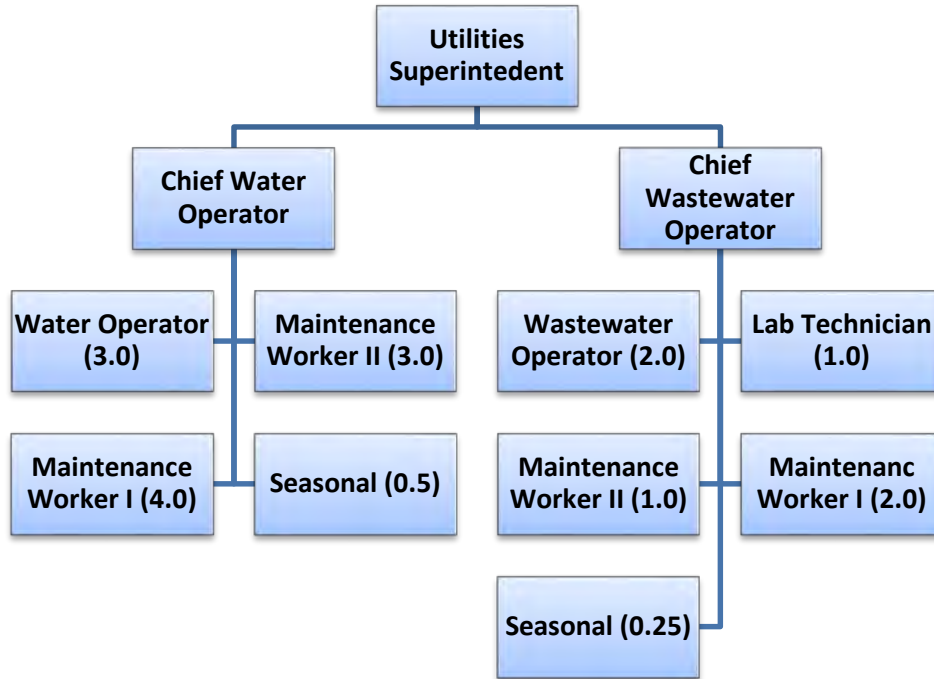 Utilities
Superintedent
Chief Water
Operator
Chief
Wastewater
Operator
Water Operator
(3.0)
Maintenance
Worker II (3.0)
Wastewater
Operator (2.0)
Lab Technician
(1.0)
Maintenance
Worker I (4.0)
Seasonal (0.5)
Maintenance
Worker II (1.0)
Maintenanc
Worker I (2.0)
Seasonal (0.25)